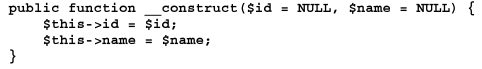 public function __construct($id = NULL, $name = NULL) {
    $this->id = $id;
    $this->name = $name;
}